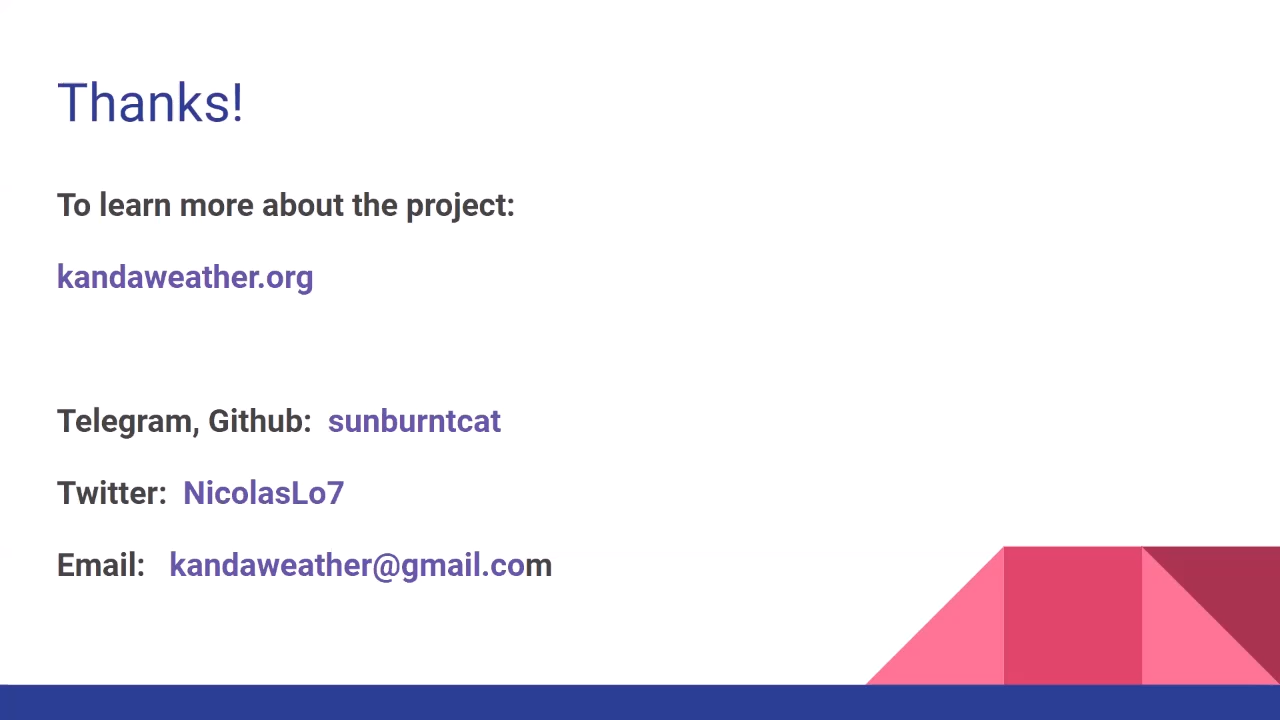 Thanks!
To learn more about the project:
kandaweather.org
Telegram, Github: sunburntcat
Twitter: NicolasLo7
Email: kandaweather@gmail.com